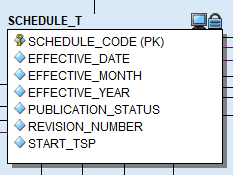 SCHEDULE_T
SCHEDULE_CODE (PK)
EFFECTIVE_DATE
EFFECTIVE_MONTH
EFFECTIVE_YEAR
PUBLICATION_STATUS
REVISION_NUMBER
START_TSP